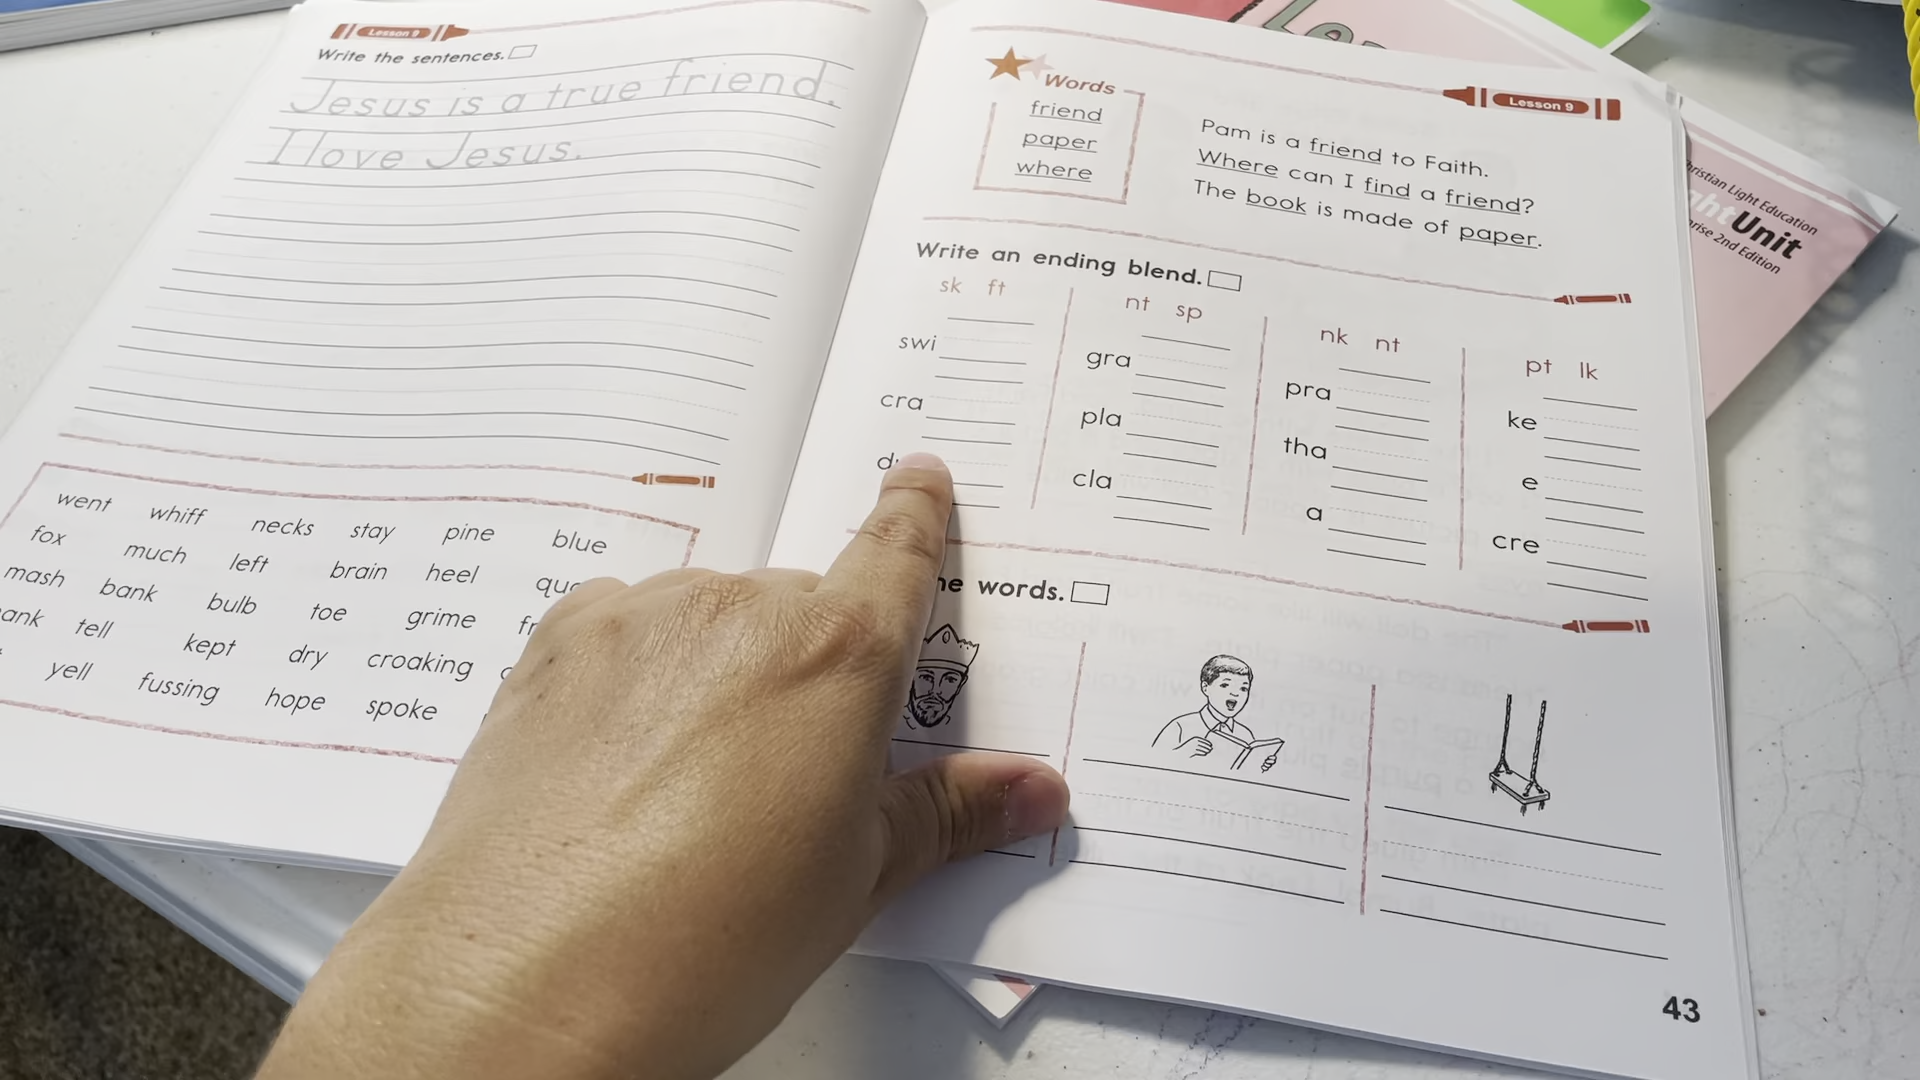 Lesson 9
Write the sentences.
Jesus is a true friend.
I love Jesus.
went whiff necks stay pine blue
fox much left brain heel
mash bank bulb toe grime
tell kept dry croaking
yell fussing hope spoke
Words
friend
paper
where
Lesson 9
Pam is a friend to Faith.
Where can I find a friend?
The book is made of paper.
Write an ending blend.
sk ft
swi
cra
nt sp
gra
pla
cla
nk nt
pra
tha
a
pt lk
ke
e
cre
words.
43
Christian Light Education
Unit
2nd Edition